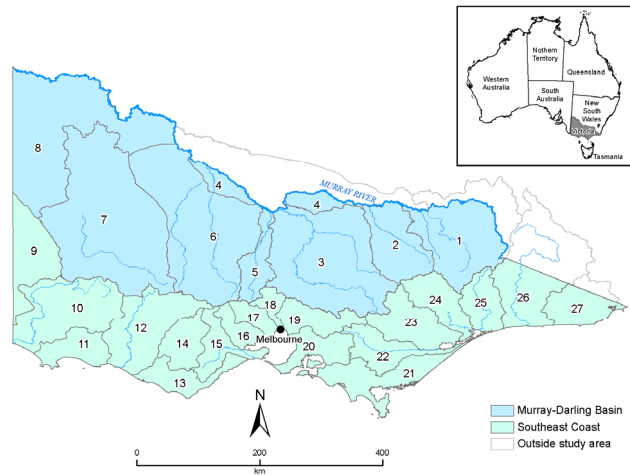 Nothern
Territory
Western
Australia
Queensland
South
Australia
New
South
Wales
Victoria
Tasmania
MURRAY RIVER
8
4
4
7
6
5
3
2
1
9
10
11
12
13
14
15
16
17
18
19
Melbourne
20
21
22
23
24
25
26
27
N
0
200
400
km
Murray-Darling Basin
Southeast Coast
Outside study area